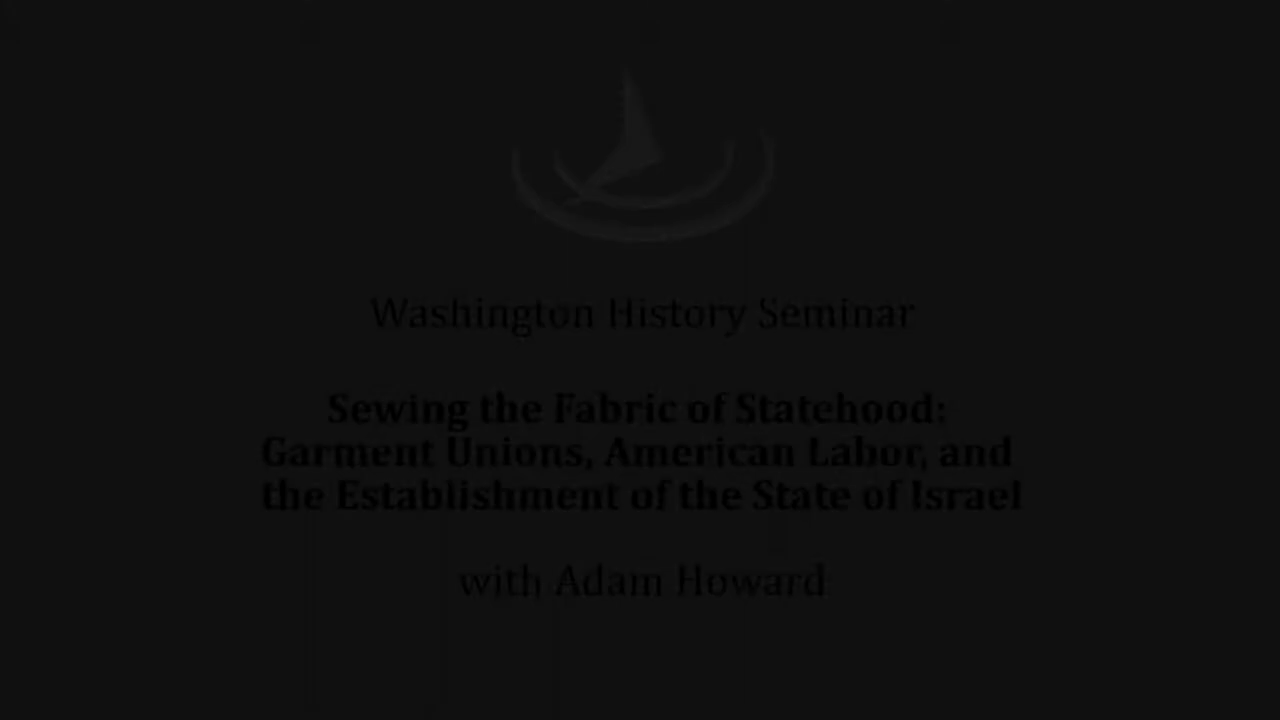 Washington History Seminar
Sewing the Fabric of Statehood:
Garment Unions, American Labor, and
the Establishment of the State of Israel
with Adam Howard